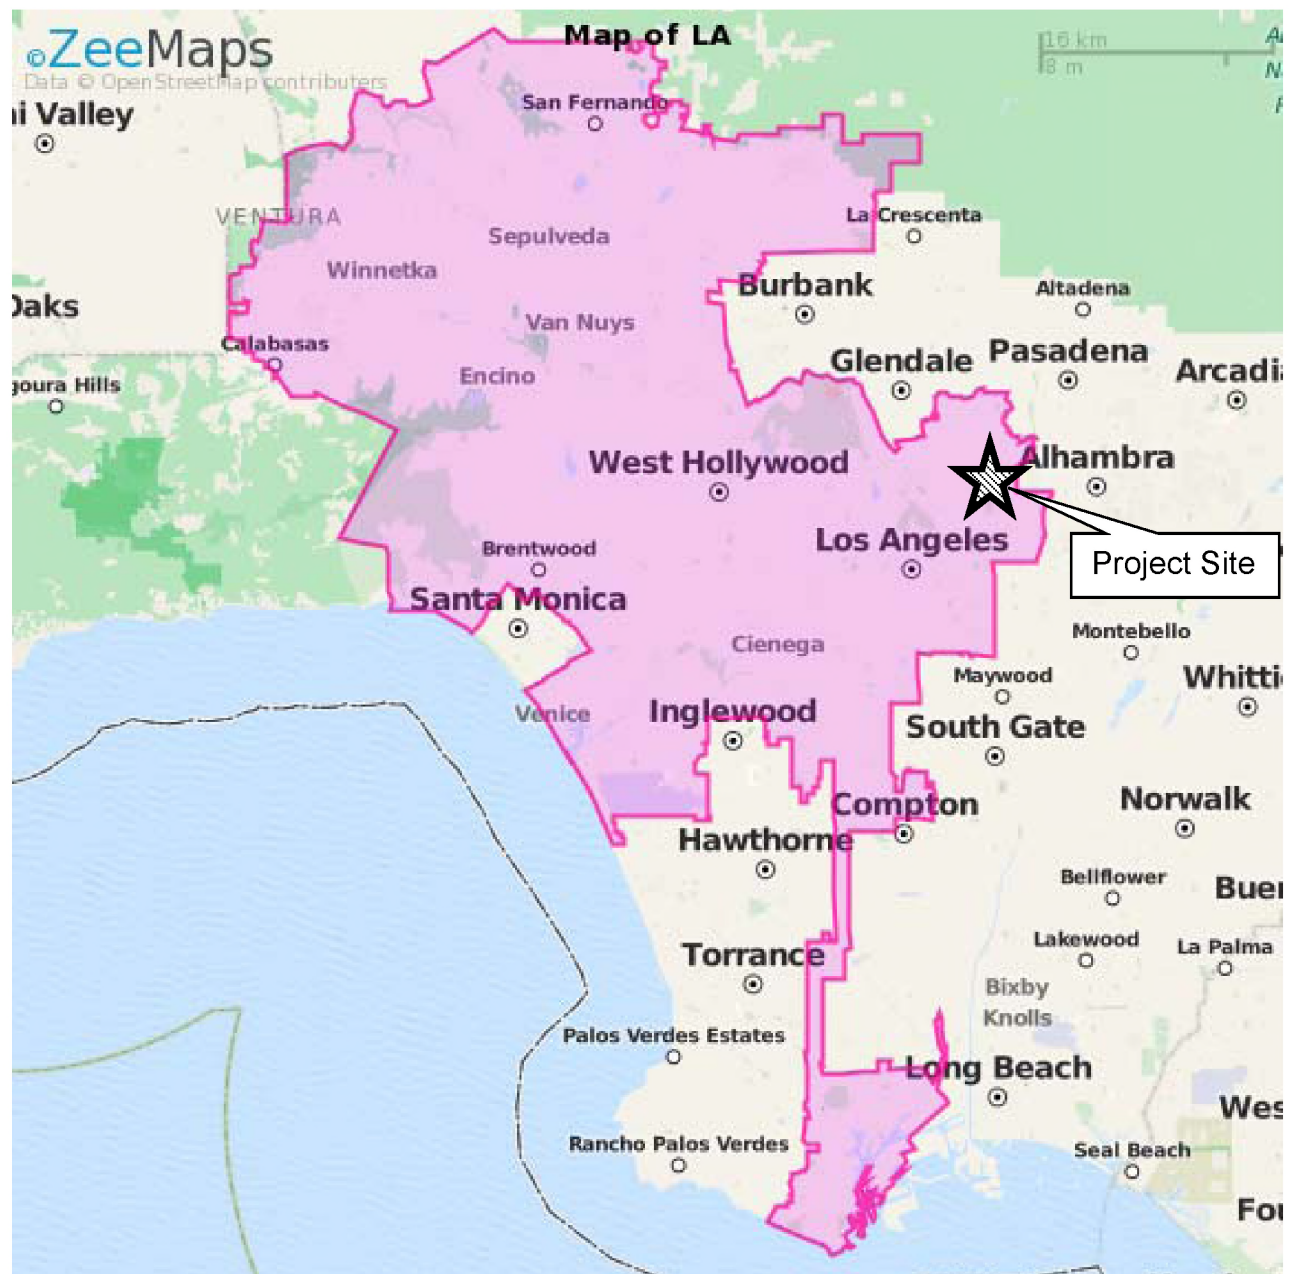 Map of LA
©ZeeMaps
Data © OpenStreetMap contributers
16 km
8 m
San Fernando
i Valley
VENTURA
La Crescenta
Sepulveda
Winnetka
Burbank
Altadena
Oaks
Van Nuys
Calabasas
Glendale
Pasadena
Arcadi
goura Hills
Encino
West Hollywood
Alhambra
Los Angeles
Brentwood
Project Site
Santa Monica
Cienega
Montebello
Maywood
Whitti
Venice
Inglewood
South Gate
Compton
Norwalk
Hawthorne
Bellflower
Buer
Lakewood
La Palma
Torrance
Bixby
Knolls
Palos Verdes Estates
Long Beach
Wes
Rancho Palos Verdes
Seal Beach
Fou